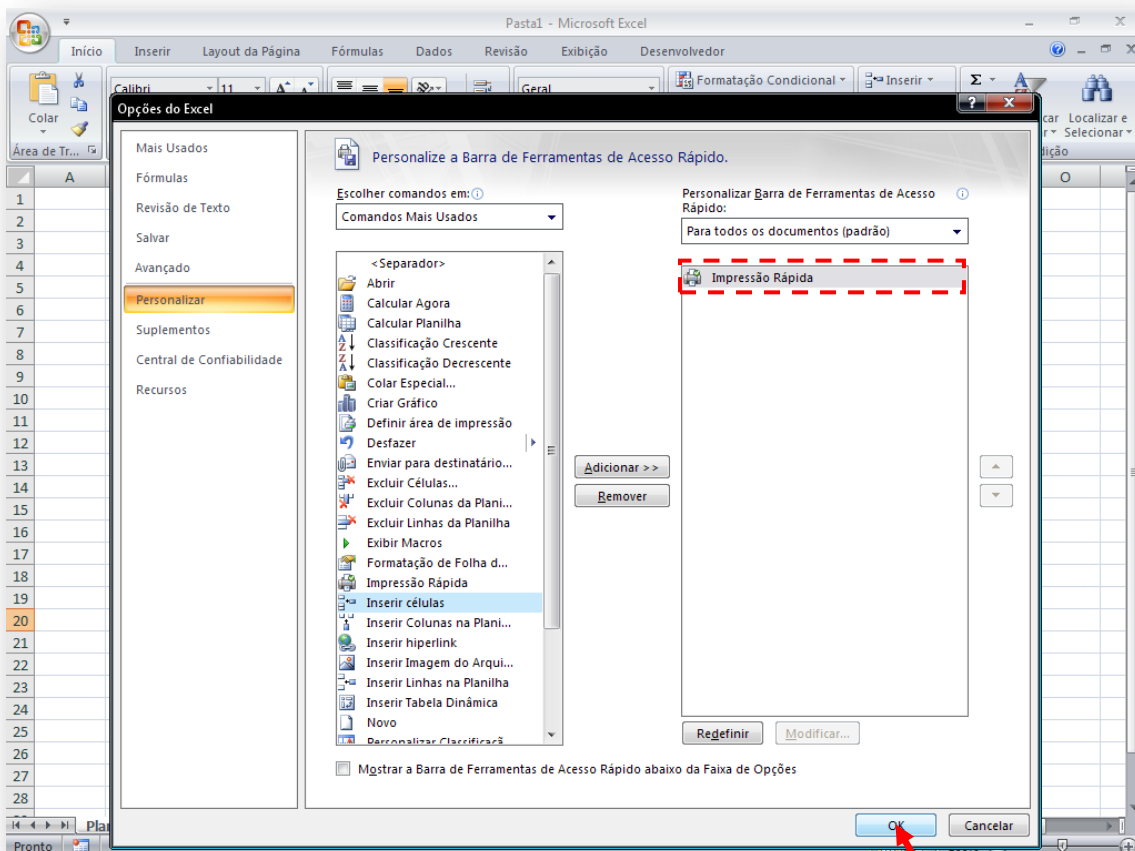 Pasta1 - Microsoft Excel
Início Inserir Layout da Página Fórmulas Dados Revisão Exibição Desenvolvedor
Colar
Área de Tr...
Calibri 11
Geral
Formatação Condicional
Inserir
Σ
Localizar e
Selecionar
A
O
1
2
3
4
5
6
7
8
9
10
11
12
13
14
15
16
17
18
19
20
21
22
23
24
25
26
27
28
Pronto
Opções do Excel
Mais Usados
Fórmulas
Revisão de Texto
Salvar
Avançado
Personalizar
Suplementos
Central de Confiabilidade
Recursos
Personalize a Barra de Ferramentas de Acesso Rápido.
Escolher comandos em:
Comandos Mais Usados
<Separador>
Abrir
Calcular Agora
Calcular Planilha
Classificação Crescente
Classificação Decrescente
Colar Especial...
Criar Gráfico
Definir área de impressão
Desfazer
Enviar para destinatário...
Excluir Células...
Excluir Colunas da Plani...
Excluir Linhas da Planilha
Exibir Macros
Formatação de Folha d...
Impressão Rápida
Inserir células
Inserir Colunas na Plani...
Inserir hiperlink
Inserir Imagem do Arqui...
Inserir Linhas na Planilha
Inserir Tabela Dinâmica
Novo
Personalizar Classificaçã
Adicionar >>
Remover
Personalizar Barra de Ferramentas de Acesso
Rápido:
Para todos os documentos (padrão)
Impressão Rápida
Redefinir Modificar...
Mostrar a Barra de Ferramentas de Acesso Rápido abaixo da Faixa de Opções
OK Cancelar